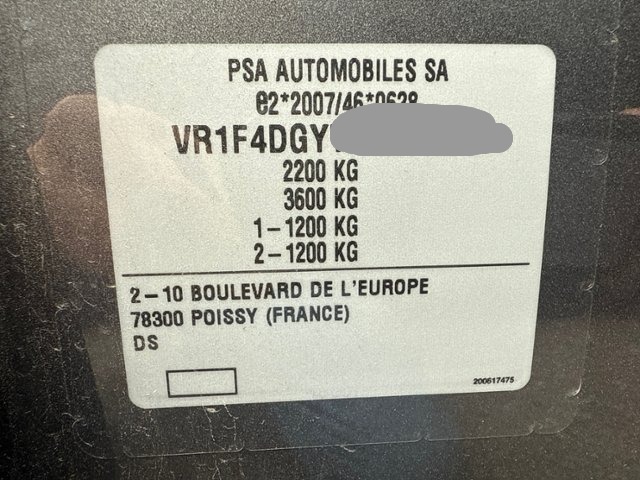 PSA AUTOMOBILES SA
e2*2007/46*0628
VR1F4DGY
2200 KG
3600 KG
1-1200 KG
2-1200 KG
2-10 BOULEVARD DE L'EUROPE
78300 POISSY (FRANCE)
DS
200617475